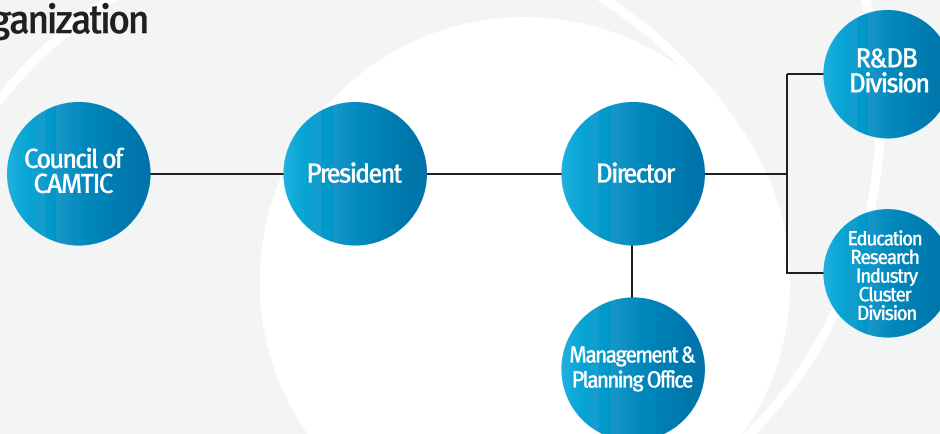 ganization
Council of
CAMTIC
President
Director
R&DB
Division
Education
Research
Industry
Cluster
Division
Management &
Planning Office